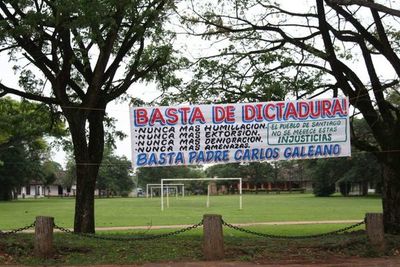 BASTA DE DICTADURA!
·NUNCA MAS HUMILLACION.
·NUNCA MAS EXTORSION.
·NUNCA MAS DENIGRACION.
·NUNCA MAS AMENAZAS.
EL PUEBLO DE SANTIAGO
NO SE MERECE ESTAS
INJUSTICIAS
BASTA PADRE CARLOS GALEANO